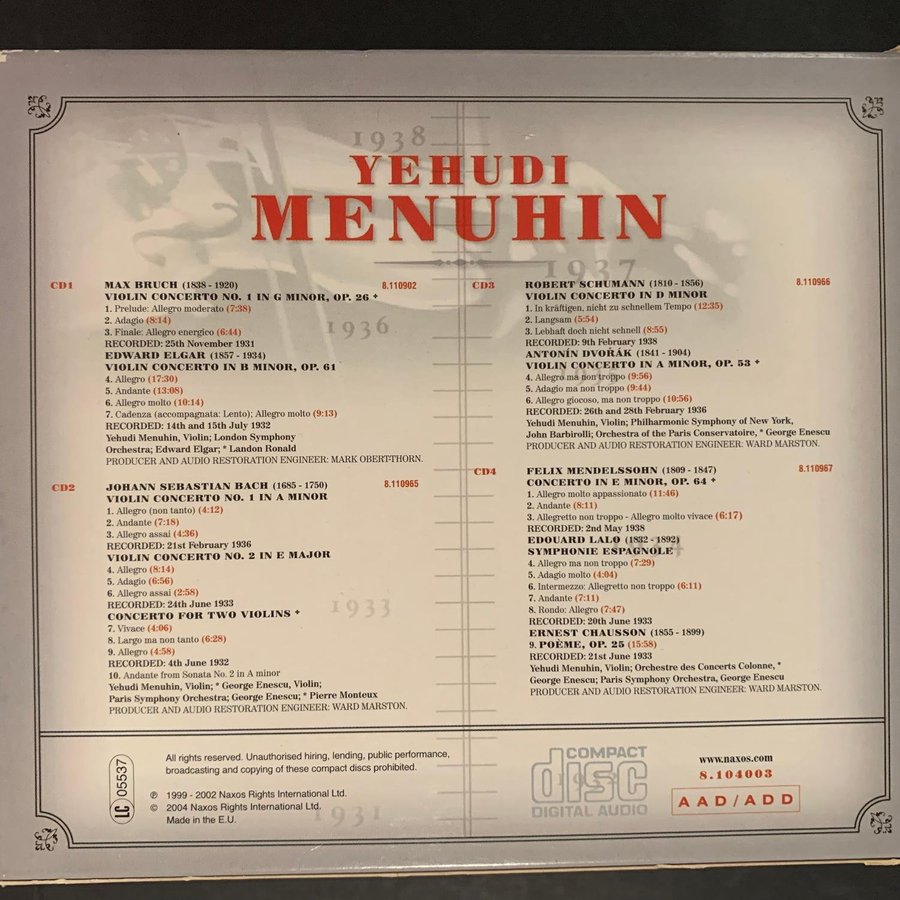 1938
YEHUDI
MENUHIN
1937
1936
1933
1931
CD1 MAX BRUCH (1838 - 1920) 8.110902
VIOLIN CONCERTO NO. 1 IN G MINOR, OP. 26 +
1. Prelude: Allegro moderato (7:38)
2. Adagio (8:14)
3. Finale: Allegro energico (6:44)
RECORDED: 25th November 1931
EDWARD ELGAR (1857 - 1934)
VIOLIN CONCERTO IN B MINOR, OP. 61
4. Allegro (17:30)
5. Andante (13:08)
6. Allegro molto (10:14)
7. Cadenza (accompagnata: Lento); Allegro molto (9:13)
RECORDED: 14th and 15th July 1932
Yehudi Menuhin, Violin; London Symphony
Orchestra; Edward Elgar; * Landon Ronald
PRODUCER AND AUDIO RESTORATION ENGINEER: MARK OBERT-THORN.
CD2 JOHANN SEBASTIAN BACH (1685 - 1750) 8.110965
VIOLIN CONCERTO NO. 1 IN A MINOR
1. Allegro (non tanto) (4:12)
2. Andante (7:18)
3. Allegro assai (4:36)
RECORDED: 21st February 1936
VIOLIN CONCERTO NO. 2 IN E MAJOR
4. Allegro (8:14)
5. Adagio (6:56)
6. Allegro assai (2:58)
RECORDED: 24th June 1933
CONCERTO FOR TWO VIOLINS +
7. Vivace (4:06)
8. Largo ma non tanto (6:28)
9. Allegro (4:58)
RECORDED: 4th June 1932
10. Andante from Sonata No. 2 in A minor
Yehudi Menuhin, Violin; * George Enescu, Violin;
Paris Symphony Orchestra; George Enescu; * Pierre Monteux
PRODUCER AND AUDIO RESTORATION ENGINEER: WARD MARSTON.
CD3 ROBERT SCHUMANN (1810 - 1856) 8.110966
VIOLIN CONCERTO IN D MINOR
1. In kräftigen, nicht zu schnellem Tempo (12:35)
2. Langsam (5:54)
3. Lebhaft doch nicht schnell (8:55)
RECORDED: 9th February 1938
ANTONÍN DVOŘÁK (1841 - 1904)
VIOLIN CONCERTO IN A MINOR, OP. 53 +
4. Allegro ma non troppo (9:56)
5. Adagio ma non troppo (9:44)
6. Allegro giocoso, ma non troppo (10:56)
RECORDED: 26th and 28th February 1936
Yehudi Menuhin, Violin; Philharmonic Symphony of New York,
John Barbirolli; Orchestra of the Paris Conservatoire, * George Enescu
PRODUCER AND AUDIO RESTORATION ENGINEER: WARD MARSTON.
CD4 FELIX MENDELSSOHN (1809 - 1847) 8.110967
CONCERTO IN E MINOR, OP. 64 +
1. Allegro molto appassionato (11:46)
2. Andante (8:11)
3. Allegretto non troppo - Allegro molto vivace (6:17)
RECORDED: 2nd May 1938
EDOUARD LALO (1832 - 1892)
SYMPHONIE ESPAGNOLE
4. Allegro ma non troppo (7:29)
5. Adagio molto (4:04)
6. Intermezzo: Allegretto non troppo (6:11)
7. Andante (7:11)
8. Rondo: Allegro (7:47)
RECORDED: 20th June 1933
ERNEST CHAUSSON (1855 - 1899)
9. POÈME, OP. 25 (15:58)
RECORDED: 21st June 1933
Yehudi Menuhin, Violin; Orchestre des Concerts Colonne, *
George Enescu; Paris Symphony Orchestra, George Enescu
PRODUCER AND AUDIO RESTORATION ENGINEER: WARD MARSTON.
LC 05537
All rights reserved. Unauthorised hiring, lending, public performance,
broadcasting and copying of these compact discs prohibited.
℗ 1999 - 2002 Naxos Rights International Ltd.
© 2004 Naxos Rights International Ltd.
Made in the E.U.
COMPACT
disc
DIGITAL AUDIO
www.naxos.com
8.104003
AAD/ADD